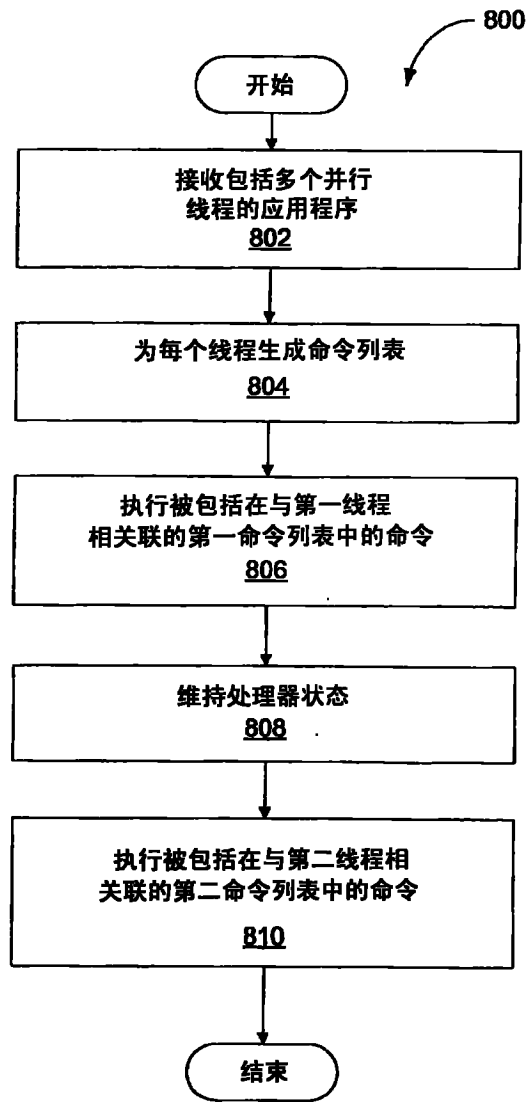 800
开始
接收包括多个并行
线程的应用程序
802
为每个线程生成命令列表
804
执行被包括在与第一线程
相关联的第一命令列表中的命令
806
维持处理器状态
808
执行被包括在与第二线程相
关联的第二命令列表中的命令
810
结束